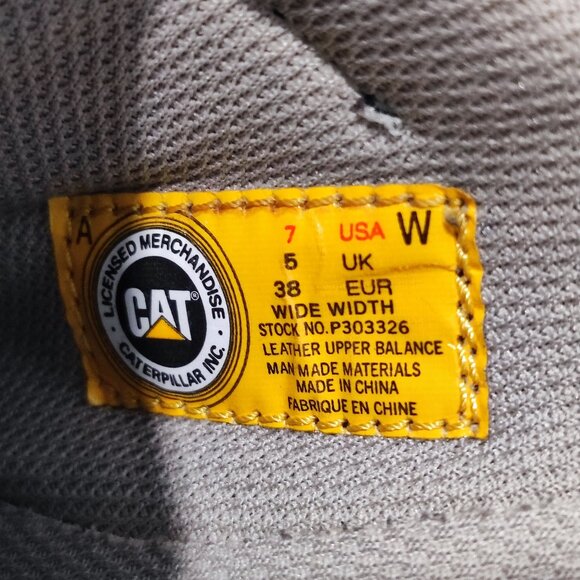 A
LICENSED MERCHANDISE
CAT®
CATERPILLAR INC.
7 USA W
5 UK
38 EUR
WIDE WIDTH
STOCK NO.P303326
LEATHER UPPER BALANCE
MAN MADE MATERIALS
MADE IN CHINA
FABRIQUE EN CHINE